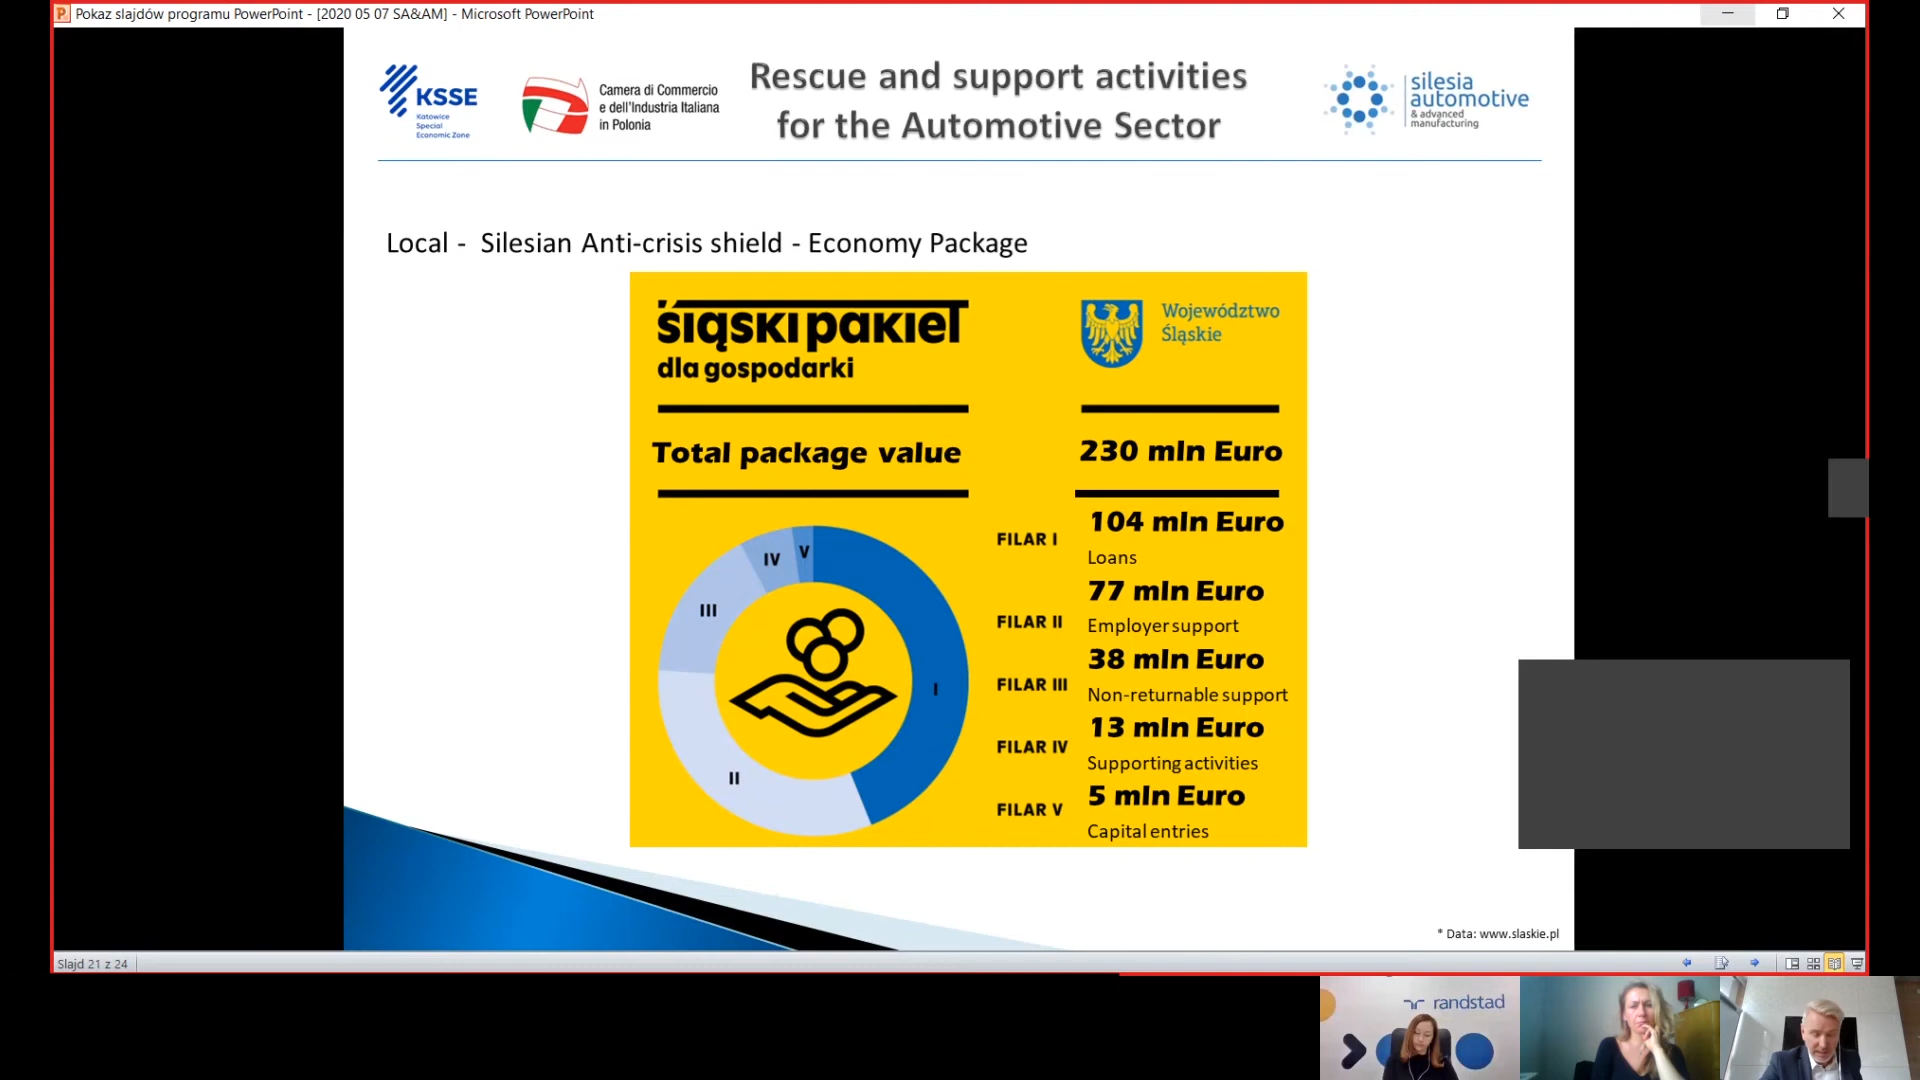 Pokaz slajdów programu PowerPoint - [2020 05 07 SA&AM] - Microsoft PowerPoint
KSSE
Katowice
Special
Economic Zone
Camera di Commercio
e dell'Industria Italiana
in Polonia
Rescue and support activities
for the Automotive Sector
silesia
automotive
& advanced
manufacturing
Local - Silesian Anti-crisis shield - Economy Package
śląski pakiet
dla gospodarki
Województwo
Śląskie
Total package value
230 mln Euro
I
II
III
IV
V
FILAR I
104 mln Euro
Loans
FILAR II
77 mln Euro
Employer support
FILAR III
38 mln Euro
Non-returnable support
FILAR IV
13 mln Euro
Supporting activities
FILAR V
5 mln Euro
Capital entries
* Data: www.slaskie.pl
Slajd 21 z 24
randstad